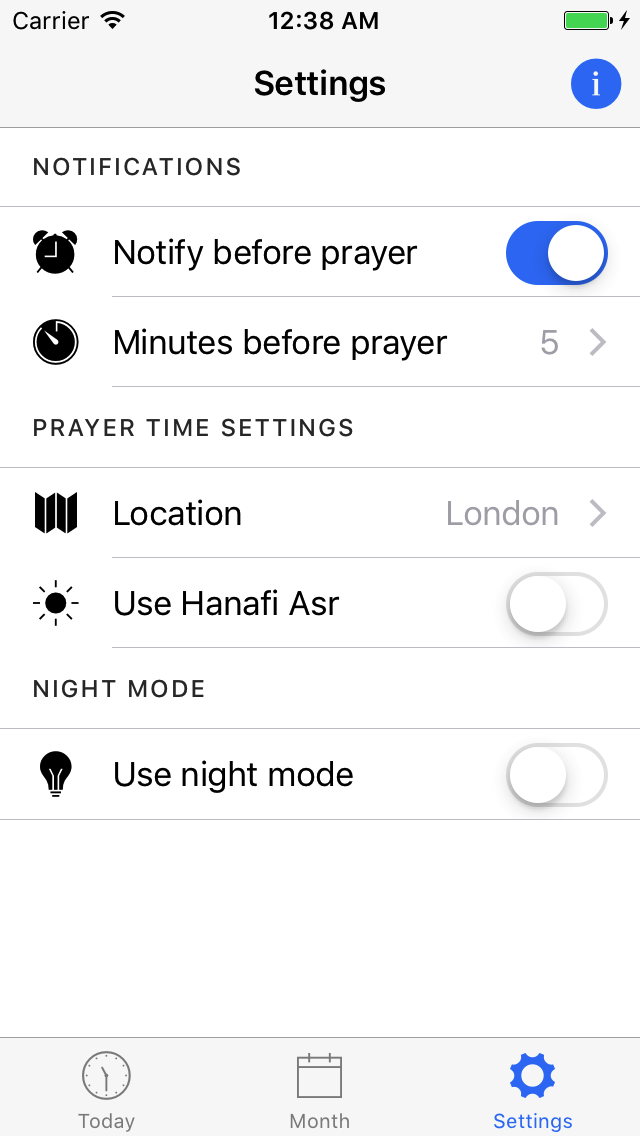 Carrier 12:38 AM
Settings i
NOTIFICATIONS
Notify before prayer
Minutes before prayer 5
PRAYER TIME SETTINGS
Location London
Use Hanafi Asr
NIGHT MODE
Use night mode
Today Month Settings